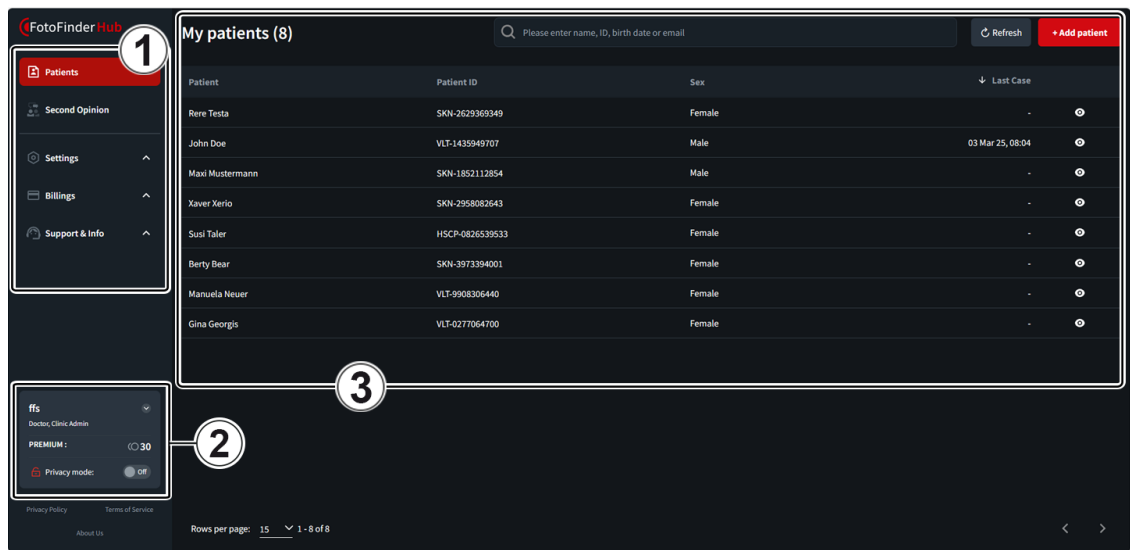 FotoFinder Hub
1
Patients
Second Opinion
Settings
Billings
Support & Info
ffs
Doctor, Clinic Admin
PREMIUM :
30
Privacy mode:
Off
2
Privacy Policy
Terms of Service
About Us
My patients (8)
Please enter name, ID, birth date or email
Refresh
+ Add patient
Patient Patient ID Sex Last Case
Rere Testa SKN-2629369349 Female -
John Doe VLT-1435949707 Male 03 Mar 25, 08:04
Maxi Mustermann SKN-1852112854 Male -
Xaver Xerio SKN-2958082643 Female -
Susi Taler HSCP-0826539533 Female -
Berty Bear SKN-3973394001 Female -
Manuela Neuer VLT-9908306440 Female -
Gina Georgis VLT-0277064700 Female -
3
Rows per page: 15 1 - 8 of 8